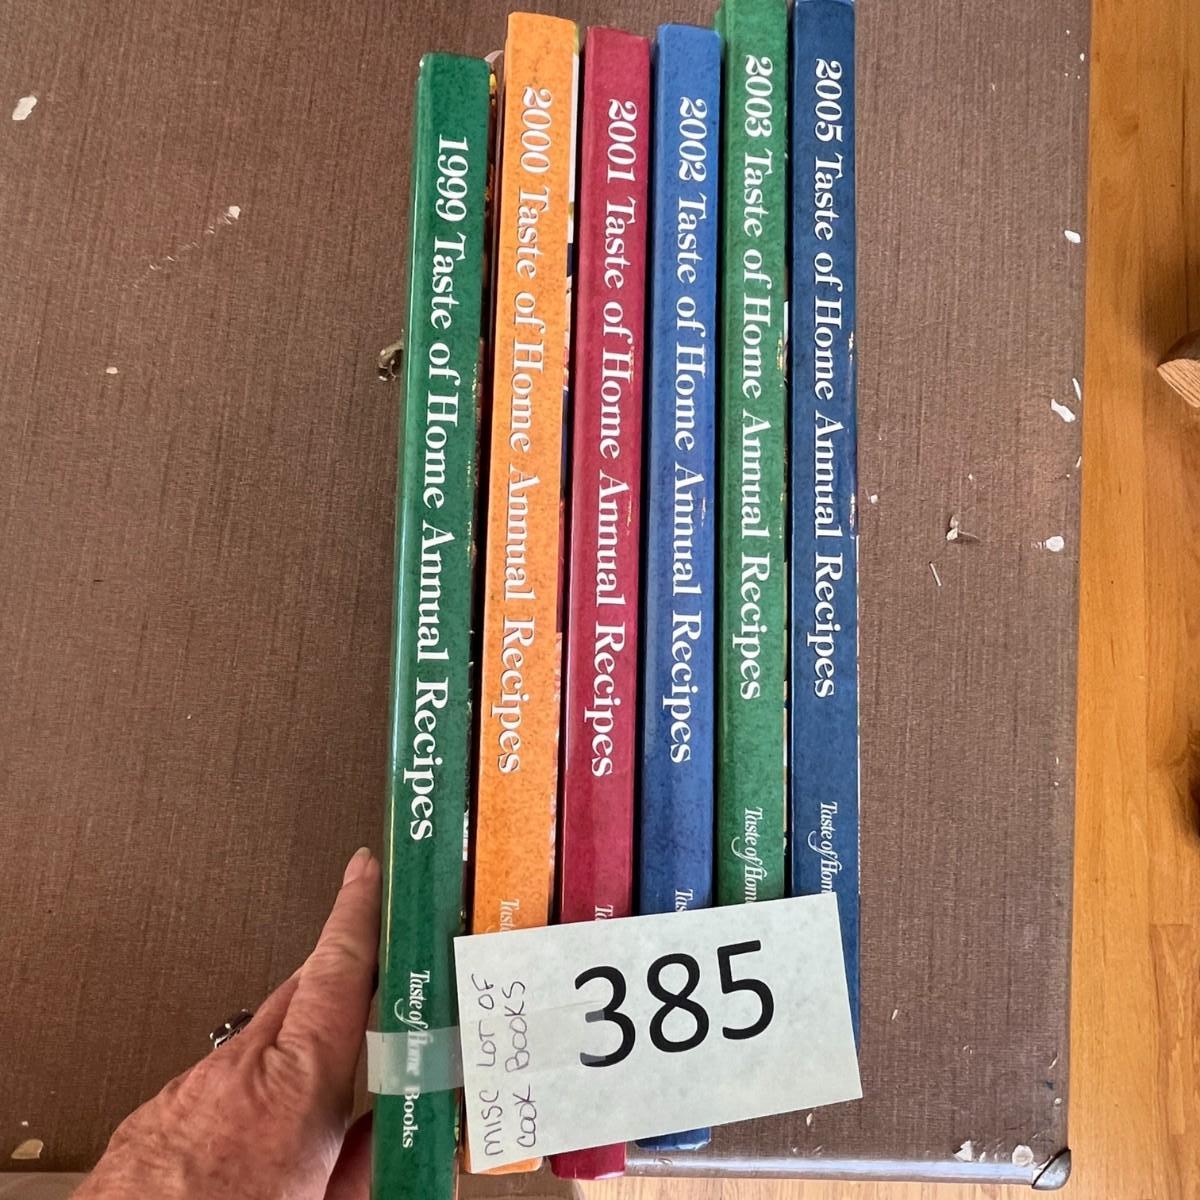 1999 Taste of Home Annual Recipes
Taste of Home Books
2000 Taste of Home Annual Recipes
2001 Taste of Home Annual Recipes
2002 Taste of Home Annual Recipes
2003 Taste of Home Annual Recipes
Taste of Hom
2005 Taste of Home Annual Recipes
Taste of Hom
MISC LOT OF
COOK BOOKS
385